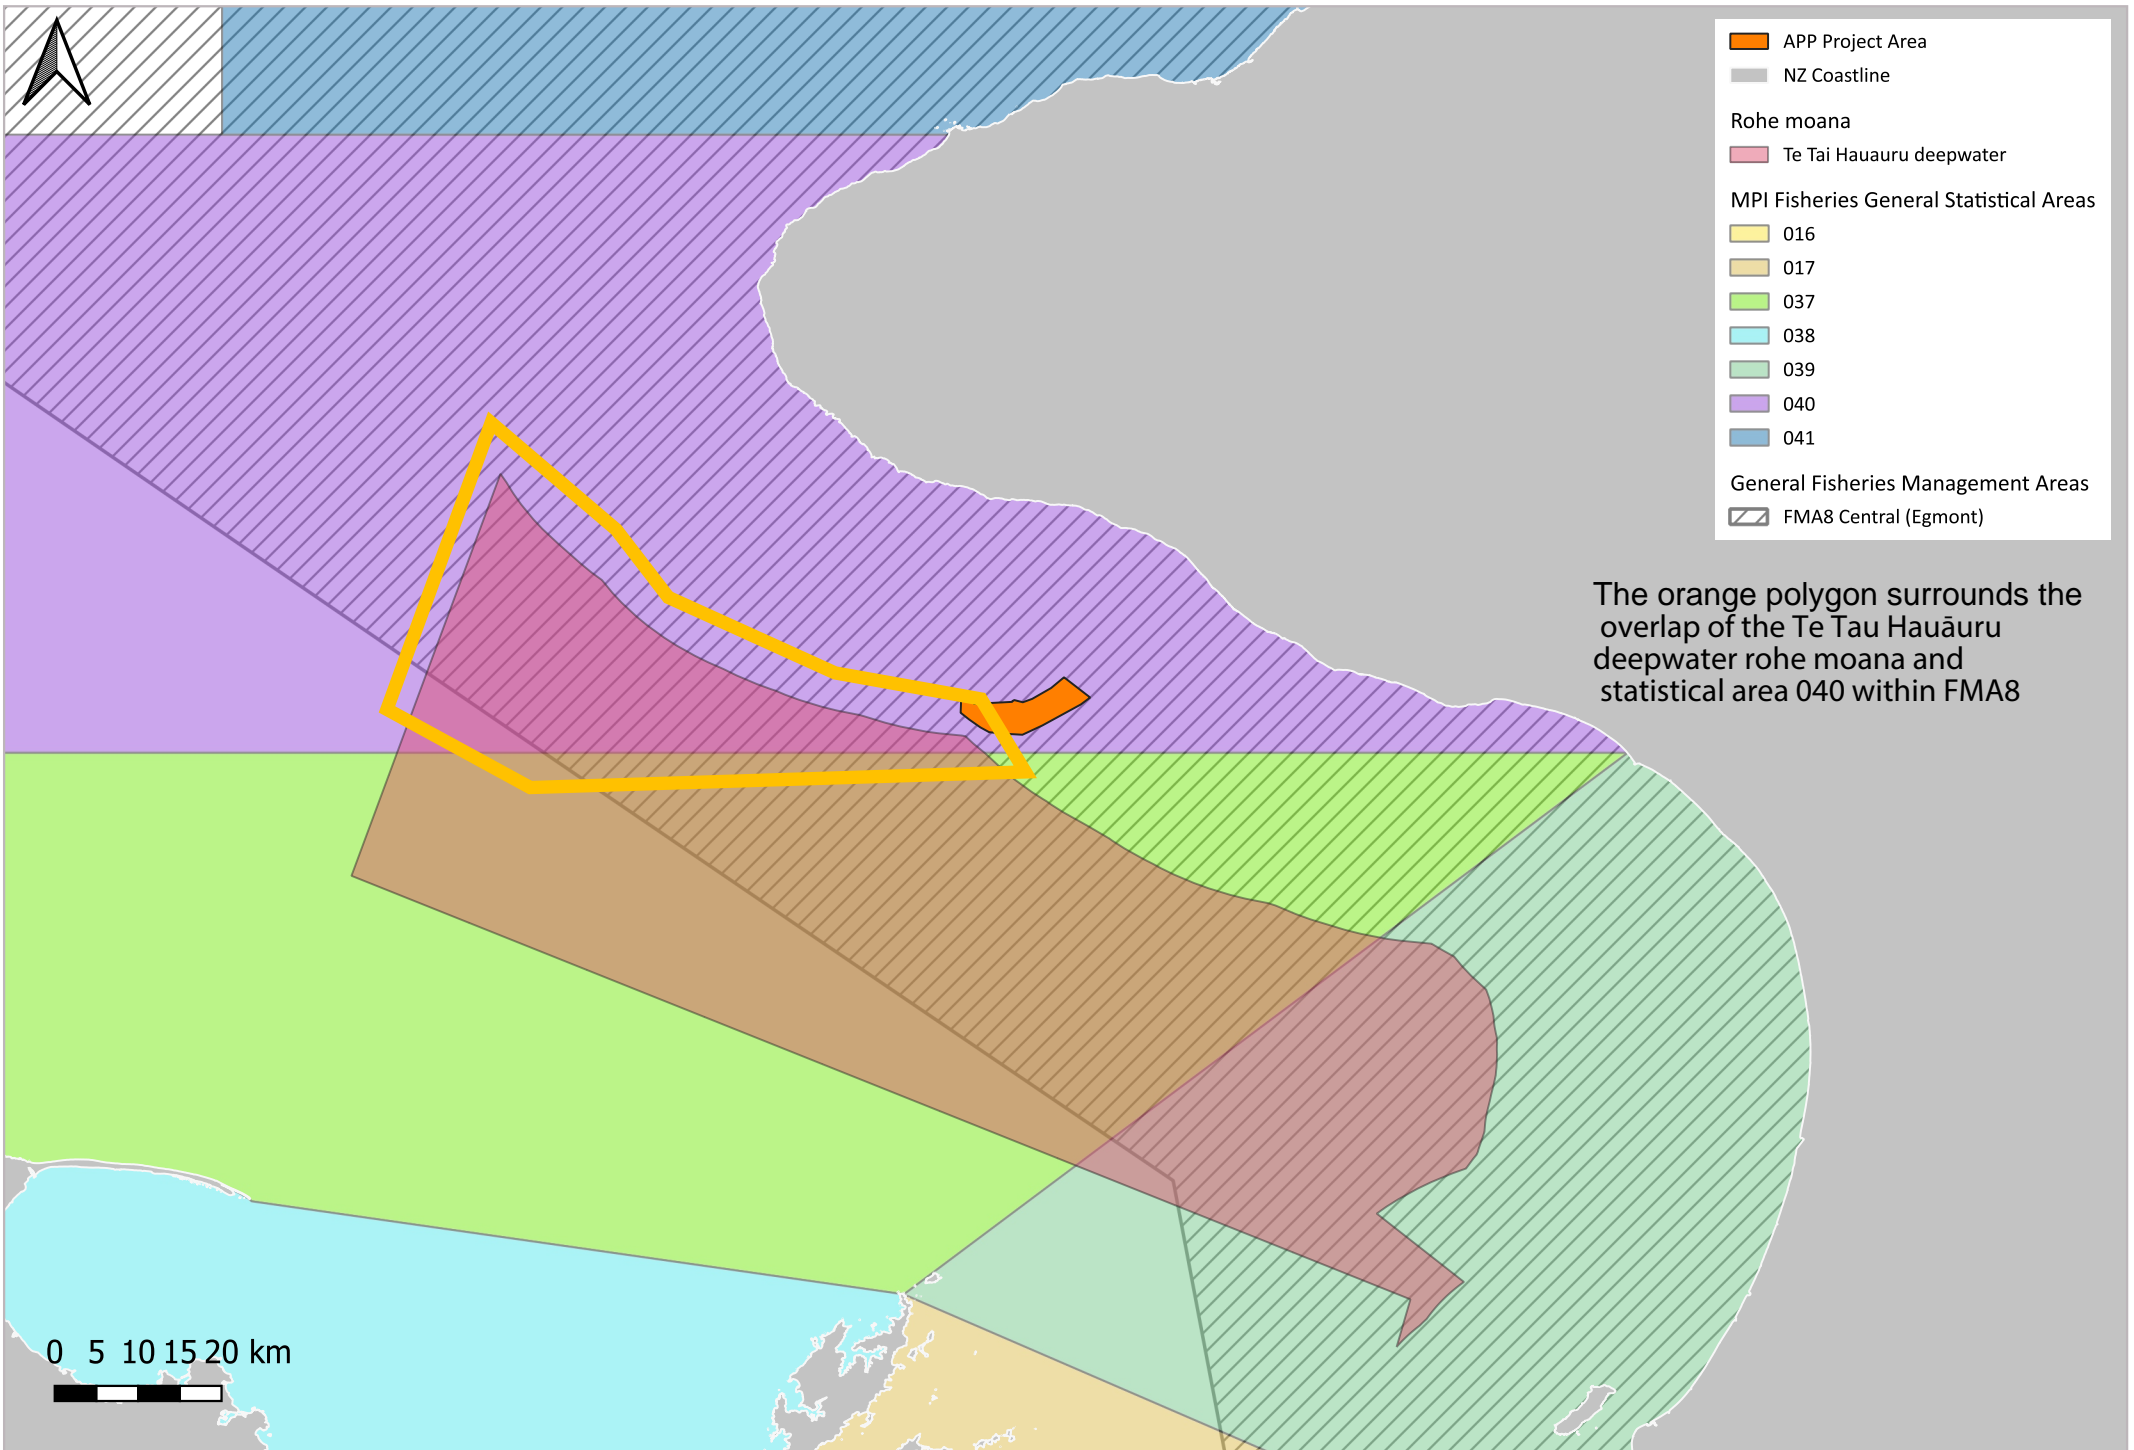 APP Project Area
NZ Coastline
Rohe moana
Te Tai Hauauru deepwater
MPI Fisheries General Statistical Areas
016
017
037
038
039
040
041
General Fisheries Management Areas
FMA8 Central (Egmont)
The orange polygon surrounds the
overlap of the Te Tau Hauāuru
deepwater rohe moana and
statistical area 040 within FMA8
0 5 10 15 20 km